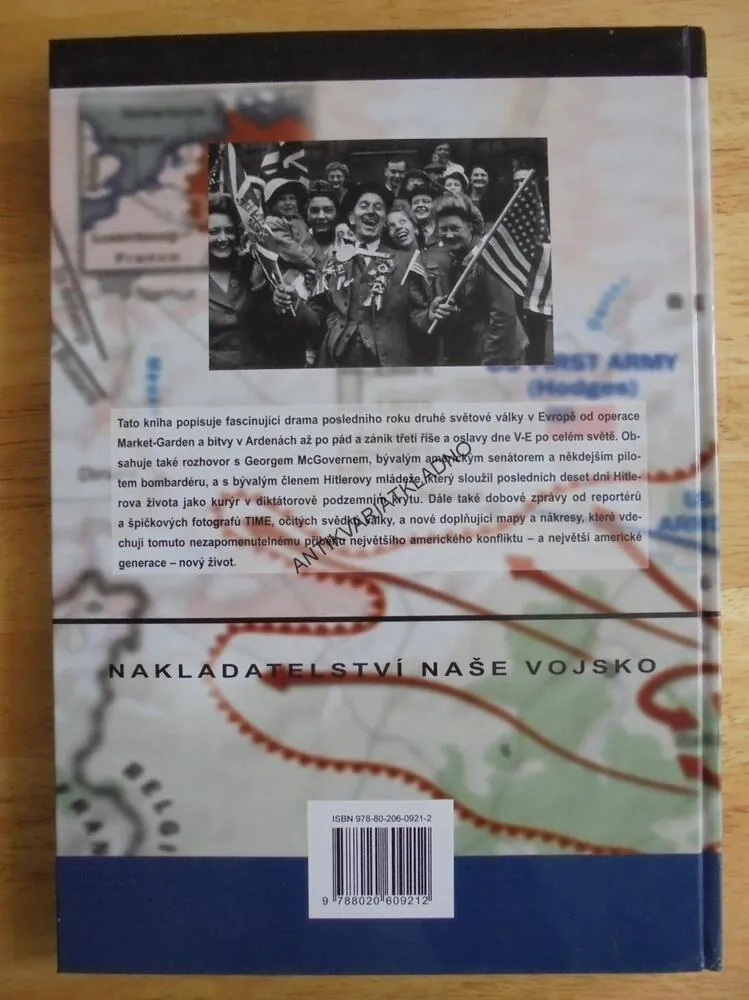 Luxembourg
France
Namur
FIRST ARMY
(Hodges)
Tato kniha popisuje fascinující drama posledního roku druhé světové války v Evropě od operace
Market-Garden a bitvy v Ardenách až po pád a zánik třetí říše a oslavy dne V-E po celém světě. Ob-
sahuje také rozhovor s Georgem McGovernem, bývalým americkým senátorem a někdejším pilo-
tem bombardéru, a s bývalým členem Hitlerovy mládeže, který sloužil posledních deset dní Hitle-
rova života jako kurýr v diktátorově podzemním krytu. Dále také dobové zprávy od reportérů
a špičkových fotografů TIME, očitých svědků války, a nové doplňující mapy a nákresy, které vde-
chují tomuto nezapomenutelnému příběhu největšího amerického konfliktu – a největší americké
generace – nový život.
ANTIKVARIATKLADNO
US
ARMY
NAKLADATELSTVÍ NAŠE VOJSKO
BELGI
FRAN
ISBN 978-80-206-0921-2
9 788020 609212